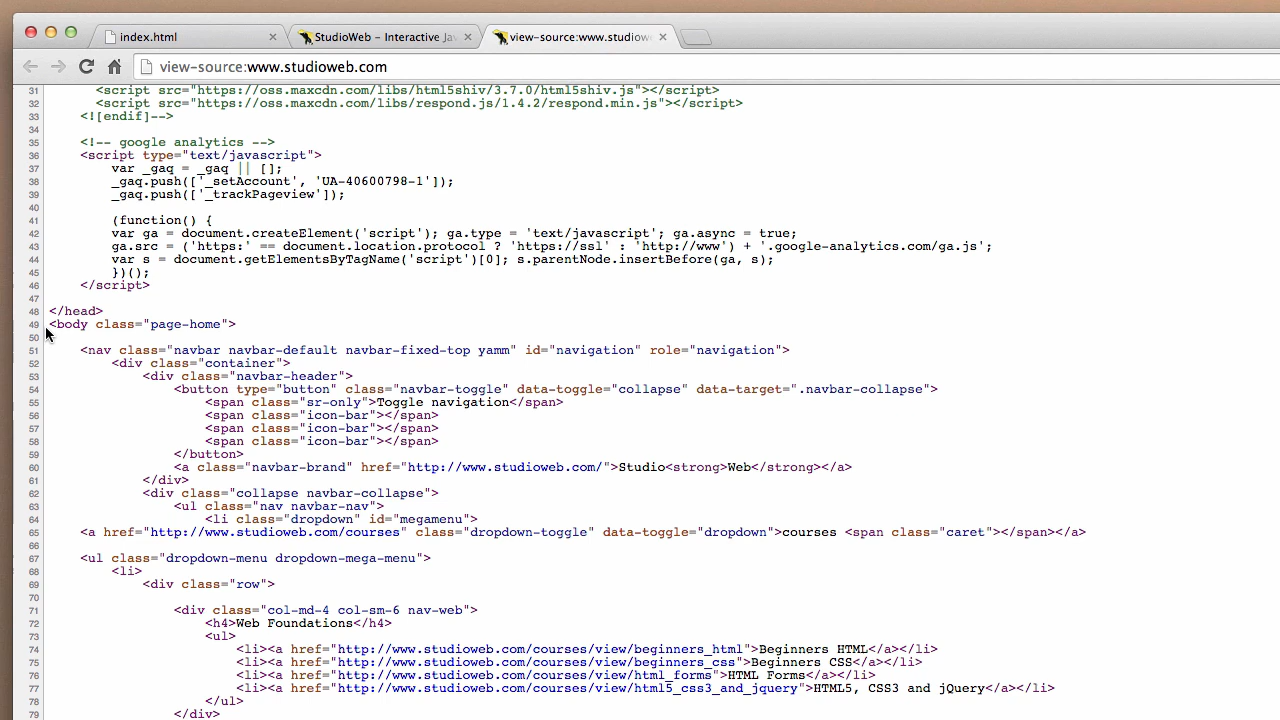 index.html
StudioWeb – Interactive Jav
view-source:www.studiow
view-source:www.studioweb.com
31 <script src="https://oss.maxcdn.com/libs/html5shiv/3.7.0/html5shiv.js"></script>
32 <script src="https://oss.maxcdn.com/libs/respond.js/1.4.2/respond.min.js"></script>
33 <![endif]-->
34
35 <!-- google analytics -->
36 <script type="text/javascript">
37 var _gaq = _gaq || [];
38 _gaq.push(['_setAccount', 'UA-40600798-1']);
39 _gaq.push(['_trackPageview']);
40
41 (function() {
42 var ga = document.createElement('script'); ga.type = 'text/javascript'; ga.async = true;
43 ga.src = ('https:' == document.location.protocol ? 'https://ssl' : 'http://www') + '.google-analytics.com/ga.js';
44 var s = document.getElementsByTagName('script')[0]; s.parentNode.insertBefore(ga, s);
45 })();
46 </script>
47
48 </head>
49 <body class="page-home">
50
51 <nav class="navbar navbar-default navbar-fixed-top yamm" id="navigation" role="navigation">
52 <div class="container">
53 <div class="navbar-header">
54 <button type="button" class="navbar-toggle" data-toggle="collapse" data-target=".navbar-collapse">
55 <span class="sr-only">Toggle navigation</span>
56 <span class="icon-bar"></span>
57 <span class="icon-bar"></span>
58 <span class="icon-bar"></span>
59 </button>
60 <a class="navbar-brand" href="http://www.studioweb.com/">Studio<strong>Web</strong></a>
61 </div>
62 <div class="collapse navbar-collapse">
63 <ul class="nav navbar-nav">
64 <li class="dropdown" id="megamenu">
65 <a href="http://www.studioweb.com/courses" class="dropdown-toggle" data-toggle="dropdown">courses <span class="caret"></span></a>
66
67 <ul class="dropdown-menu dropdown-mega-menu">
68 <li>
69 <div class="row">
70
71 <div class="col-md-4 col-sm-6 nav-web">
72 <h4>Web Foundations</h4>
73 <ul>
74 <li><a href="http://www.studioweb.com/courses/view/beginners_html">Beginners HTML</a></li>
75 <li><a href="http://www.studioweb.com/courses/view/beginners_css">Beginners CSS</a></li>
76 <li><a href="http://www.studioweb.com/courses/view/html_forms">HTML Forms</a></li>
77 <li><a href="http://www.studioweb.com/courses/view/html5_css3_and_jquery">HTML5, CSS3 and jQuery</a></li>
78 </ul>
79 </div>